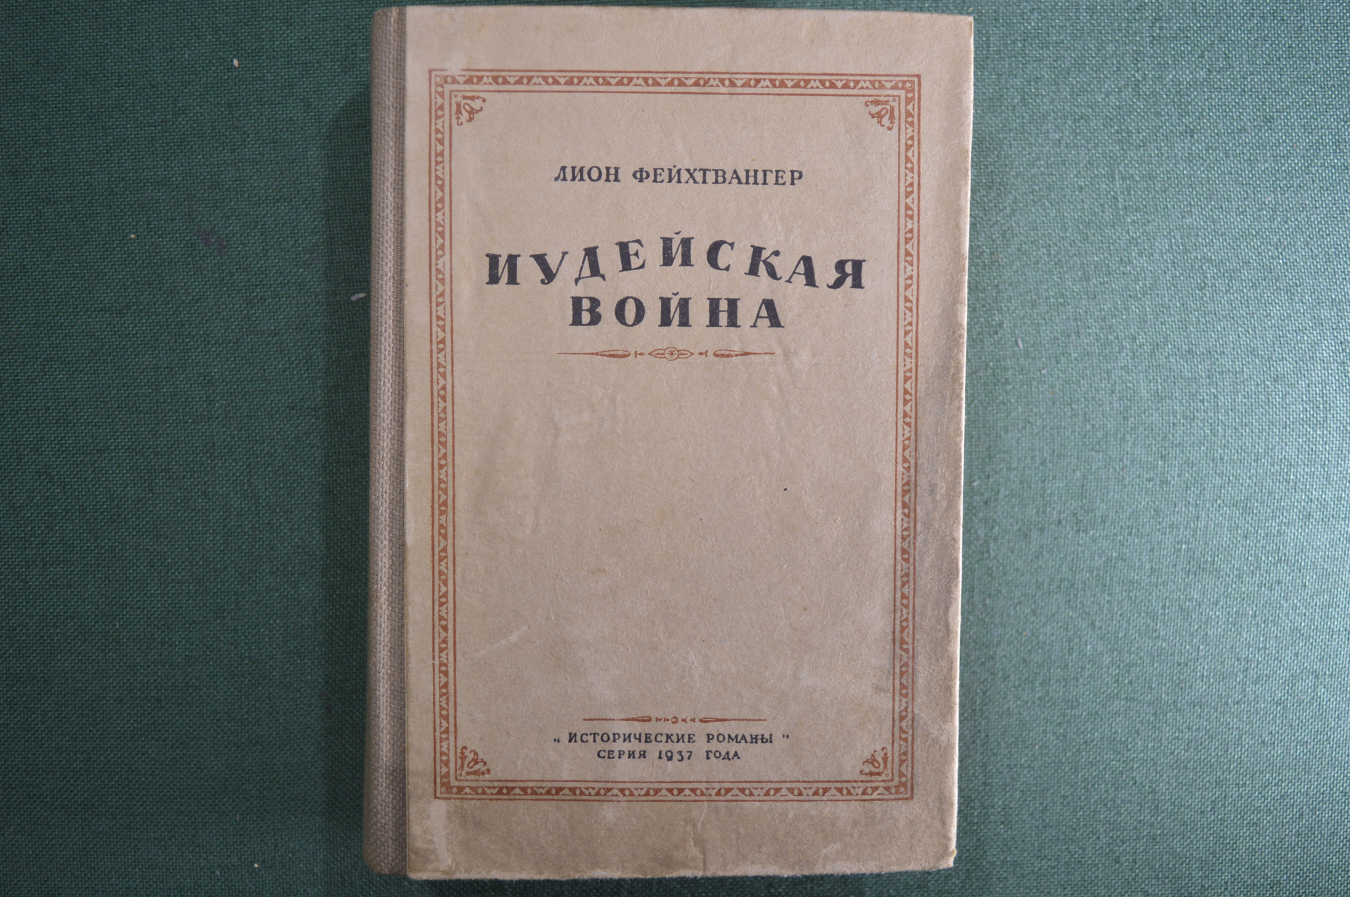 ЛИОН ФЕЙХТВАНГЕР
ИУДЕЙСКАЯ
ВОЙНА
„ ИСТОРИЧЕСКИЕ РОМАНЫ "
СЕРИЯ 1937 ГОДА